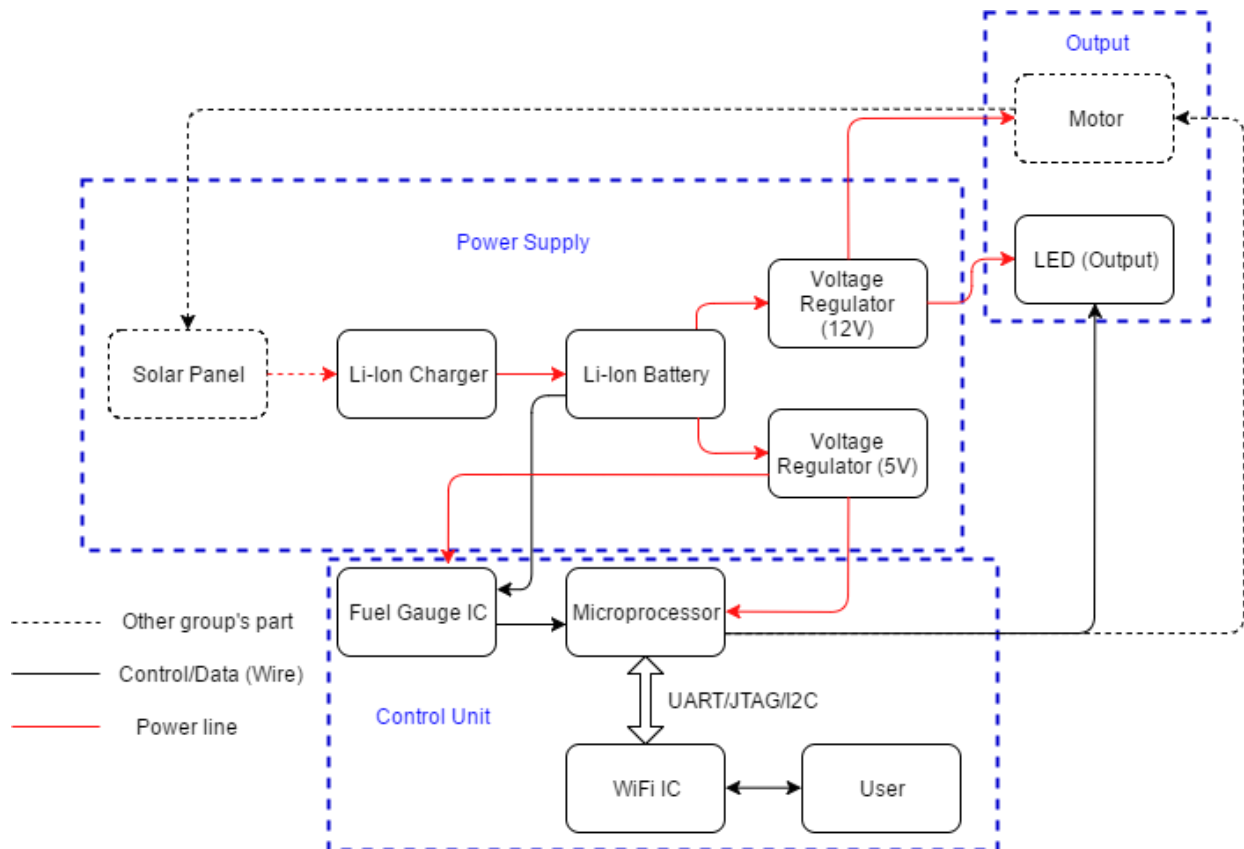 Output
Motor
Power Supply
LED (Output)
Voltage
Regulator
(12V)
Solar Panel
Li-Ion Charger
Li-Ion Battery
Voltage
Regulator (5V)
Fuel Gauge IC
Microprocessor
Other group's part
Control/Data (Wire)
Power line
Control Unit
UART/JTAG/I2C
WiFi IC
User